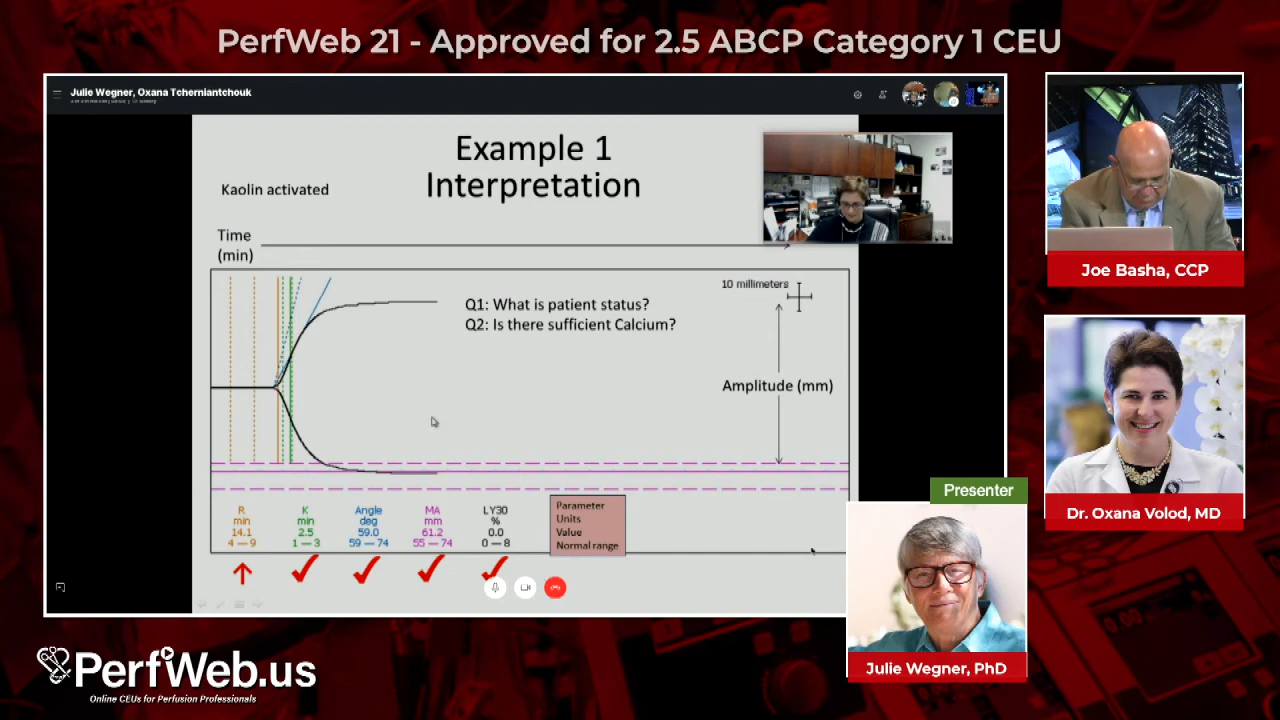 PerfWeb 21 - Approved for 2.5 ABCP Category 1 CEU
Julie Wegner, Oxana Tcherniantchouk
Example 1
Interpretation
Kaolin activated
Time
(min)
10 millimeters
Q1: What is patient status?
Q2: Is there sufficient Calcium?
Amplitude (mm)
R K Angle MA LY30
min min deg mm %
14.1 2.5 59.0 61.2 0.0
4 — 9 1 — 3 59 — 74 55 — 74 0 — 8
Parameter
Units
Value
Normal range
Joe Basha, CCP
Dr. Oxana Volod, MD
Presenter
Julie Wegner, PhD
PerfWeb.us
Online CEUs for Perfusion Professionals